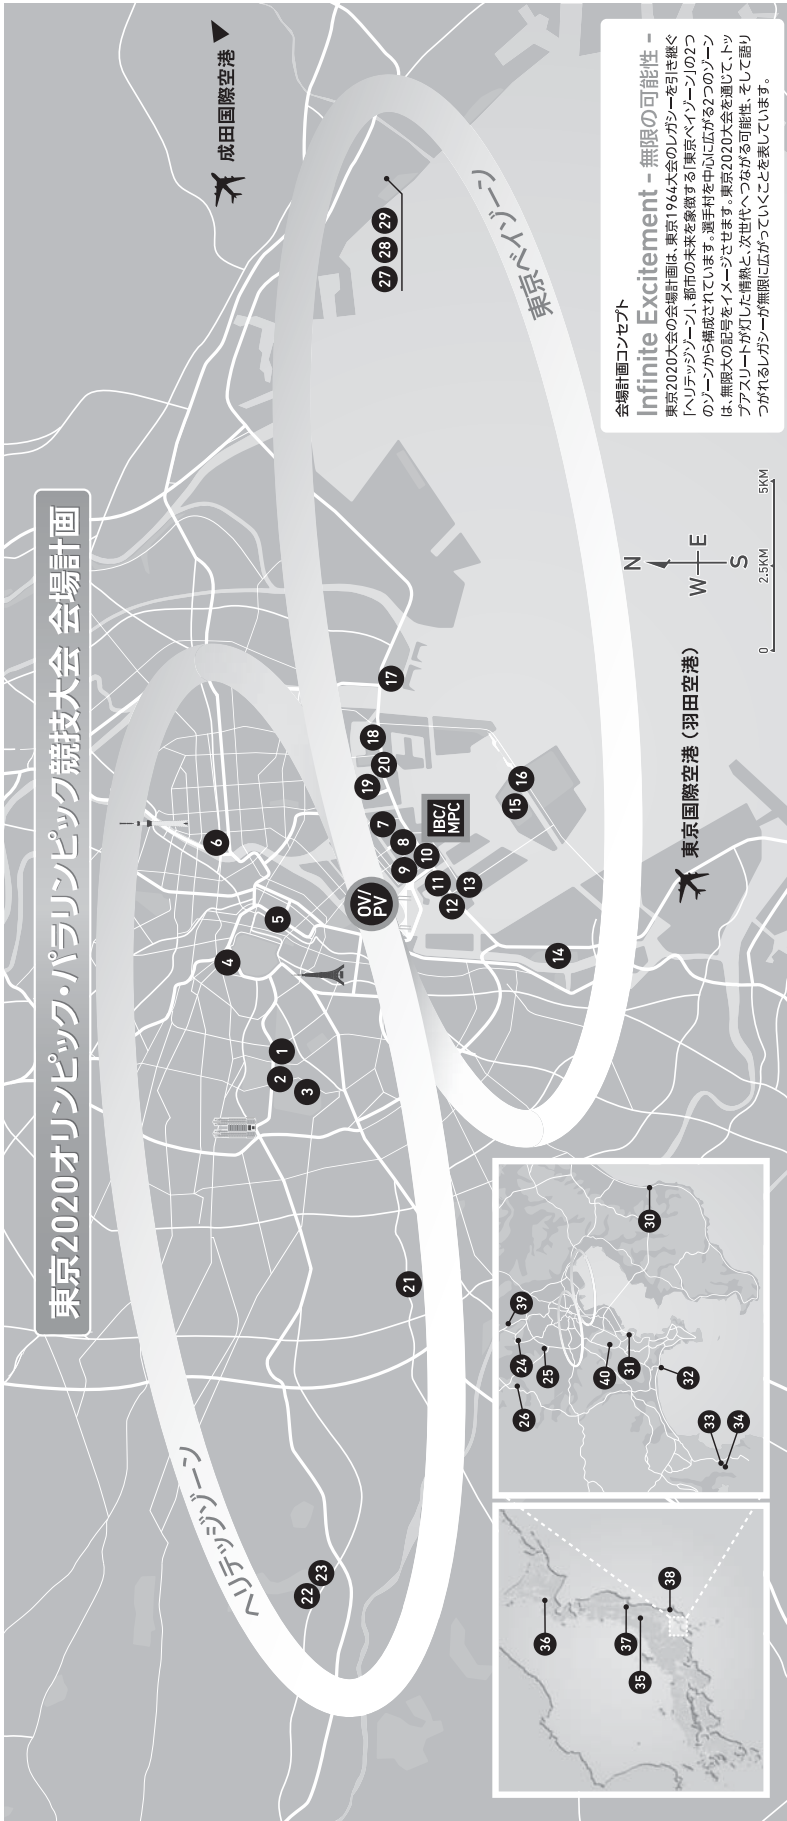 東京2020オリンピック・パラリンピック競技大会 会場計画
成田国際空港
ヘリテッジゾーン
東京ベイゾーン
22
23
21
2
1
3
4
5
6
OV/
PV
7
8
9
10
11
12
13
IBC/
MPC
14
15
16
17
18
19
20
27 28 29
東京国際空港（羽田空港）
N
W E
S
0 2.5KM 5KM
会場計画コンセプト
Infinite Excitement – 無限の可能性 –
東京2020大会の会場計画は、東京1964大会のレガシーを引き継ぐ
「ヘリテッジゾーン」、都市の未来を象徴する「東京ベイゾーン」の2つ
のゾーンから構成されています。選手村を中心に広がる2つのゾーン
は、無限大の記号をイメージさせます。東京2020大会を通じて、トッ
プアスリートが灯した情熱と、次世代へつながる可能性、そして語り
つがれるレガシーが無限に広がっていくことを表しています。
36
37
35
38
26
24
39
25
40
31
30
32
33
34